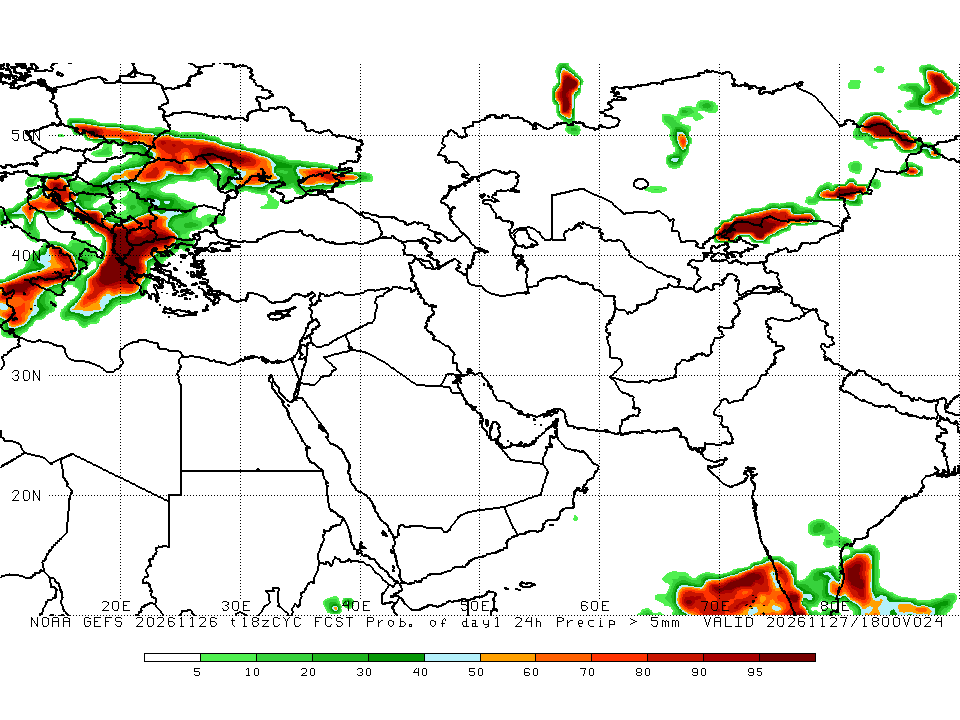 50N
40N
30N
20N
20E 30E 40E 50E 60E 70E 80E
NOAA GEFS 20261126 t18zCYC FCST Prob. of day1 24h Precip > 5mm VALID 20261127/1800V024
5 10 20 30 40 50 60 70 80 90 95